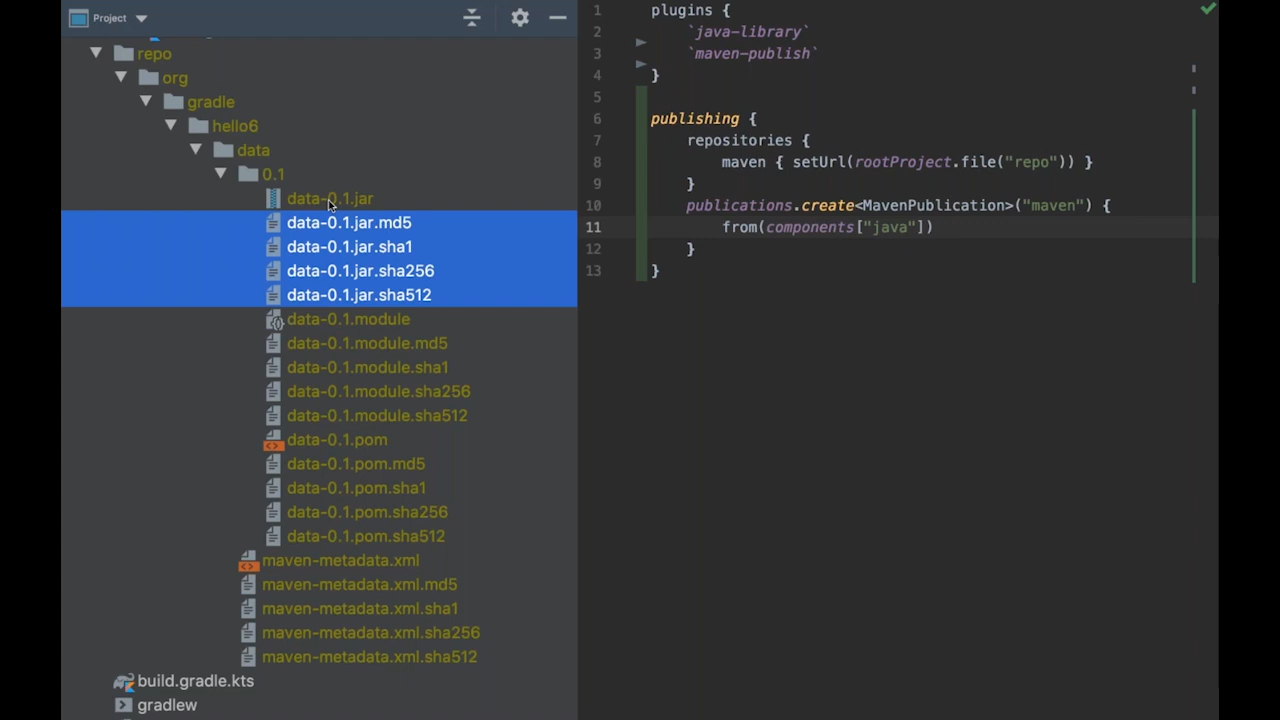 Project
repo
org
gradle
hello6
data
0.1
data-0.1.jar
data-0.1.jar.md5
data-0.1.jar.sha1
data-0.1.jar.sha256
data-0.1.jar.sha512
data-0.1.module
data-0.1.module.md5
data-0.1.module.sha1
data-0.1.module.sha256
data-0.1.module.sha512
data-0.1.pom
data-0.1.pom.md5
data-0.1.pom.sha1
data-0.1.pom.sha256
data-0.1.pom.sha512
maven-metadata.xml
maven-metadata.xml.md5
maven-metadata.xml.sha1
maven-metadata.xml.sha256
maven-metadata.xml.sha512
build.gradle.kts
gradlew
1 plugins {
2 `java-library`
3 `maven-publish`
4 }
5
6 publishing {
7 repositories {
8 maven { setUrl(rootProject.file("repo")) }
9 }
10 publications.create<MavenPublication>("maven") {
11 from(components["java"])
12 }
13 }